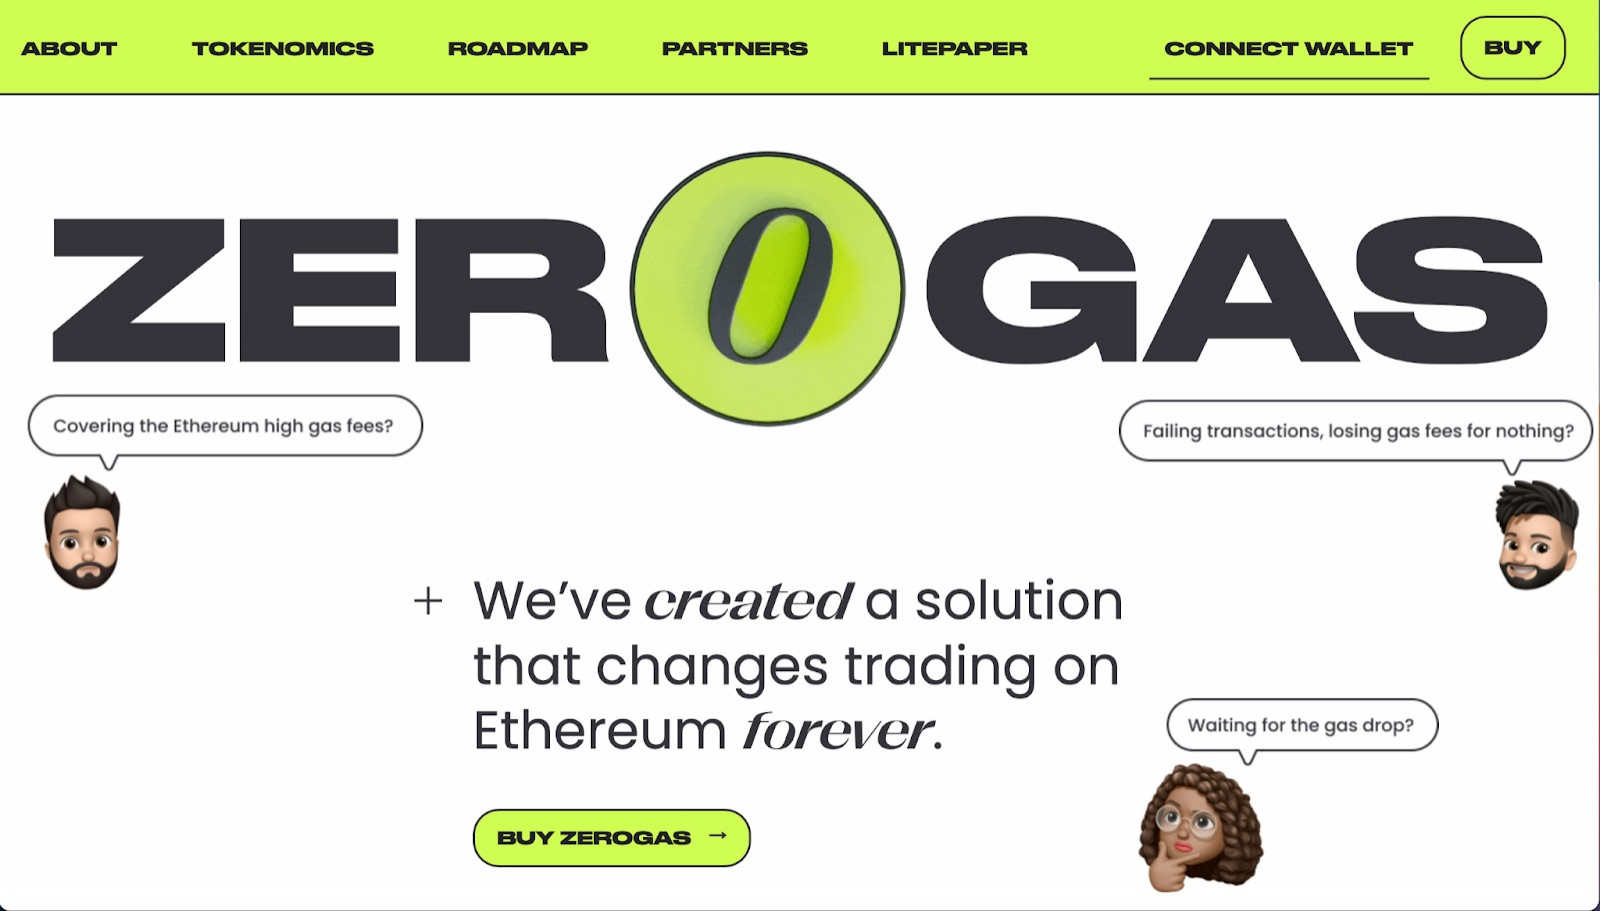 ABOUT TOKENOMICS ROADMAP PARTNERS LITEPAPER CONNECT WALLET BUY
ZEROGAS
Covering the Ethereum high gas fees?
Failing transactions, losing gas fees for nothing?
+ We’ve created a solution
that changes trading on
Ethereum forever.
Waiting for the gas drop?
BUY ZEROGAS →